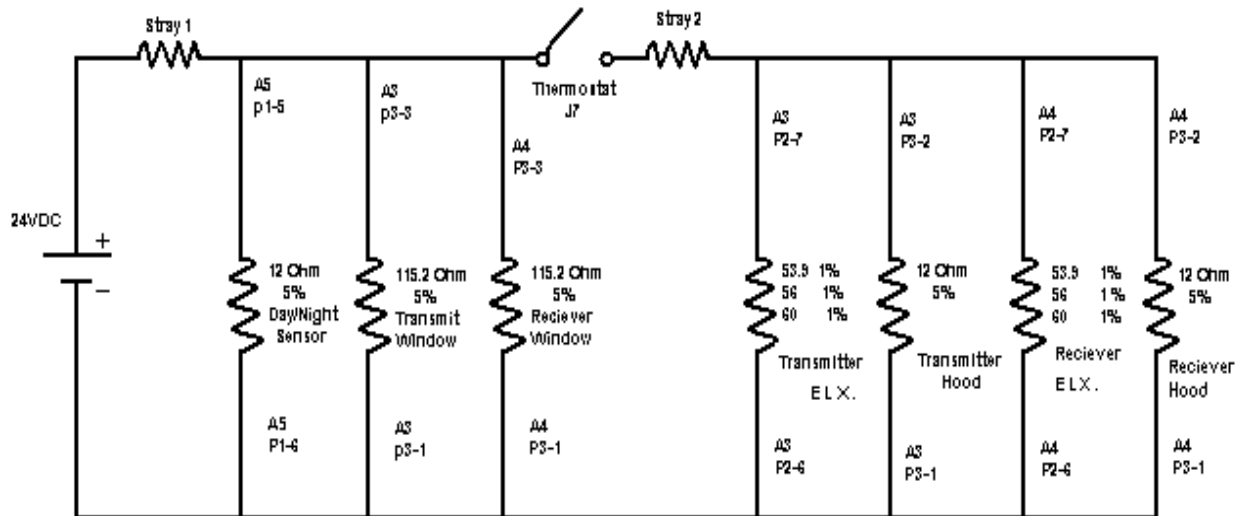 Stray 1
Stray 2
Thermostat
J7
A5
p1-5
A3
p3-3
A4
P3-3
A3
P2-7
A3
P3-2
A4
P2-7
A4
P3-2
24VDC
+
−
12 Ohm
5%
Day/Night
Sensor
115.2 Ohm
5%
Transmit
Window
115.2 Ohm
5%
Reciever
Window
53.9 1%
56 1%
60 1%
Transmitter
ELX.
12 Ohm
5%
Transmitter
Hood
53.9 1%
56 1%
60 1%
Reciever
ELX.
12 Ohm
5%
Reciever
Hood
A5
P1-6
A3
p3-1
A4
P3-1
A3
P2-6
A3
P3-1
A4
P2-6
A4
P3-1